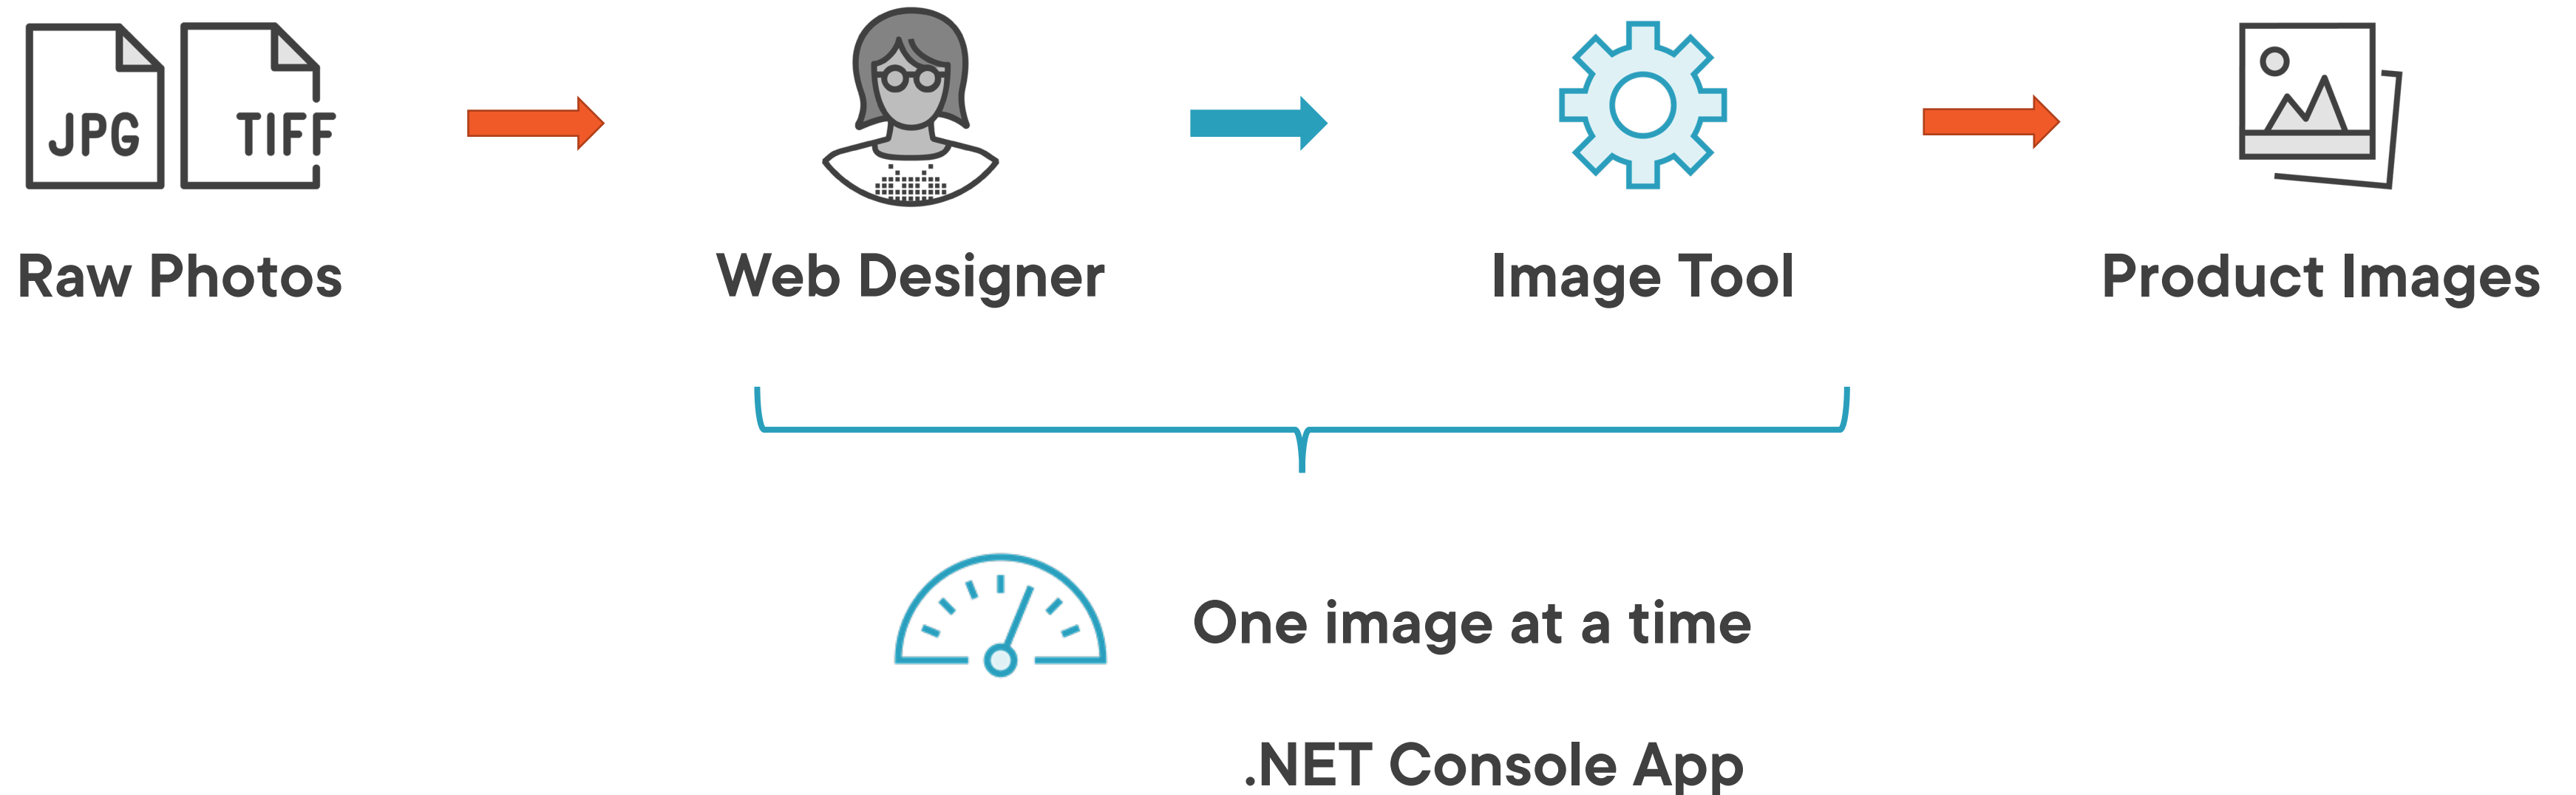 JPG
TIFF
Raw Photos
Web Designer
Image Tool
Product Images
One image at a time
.NET Console App